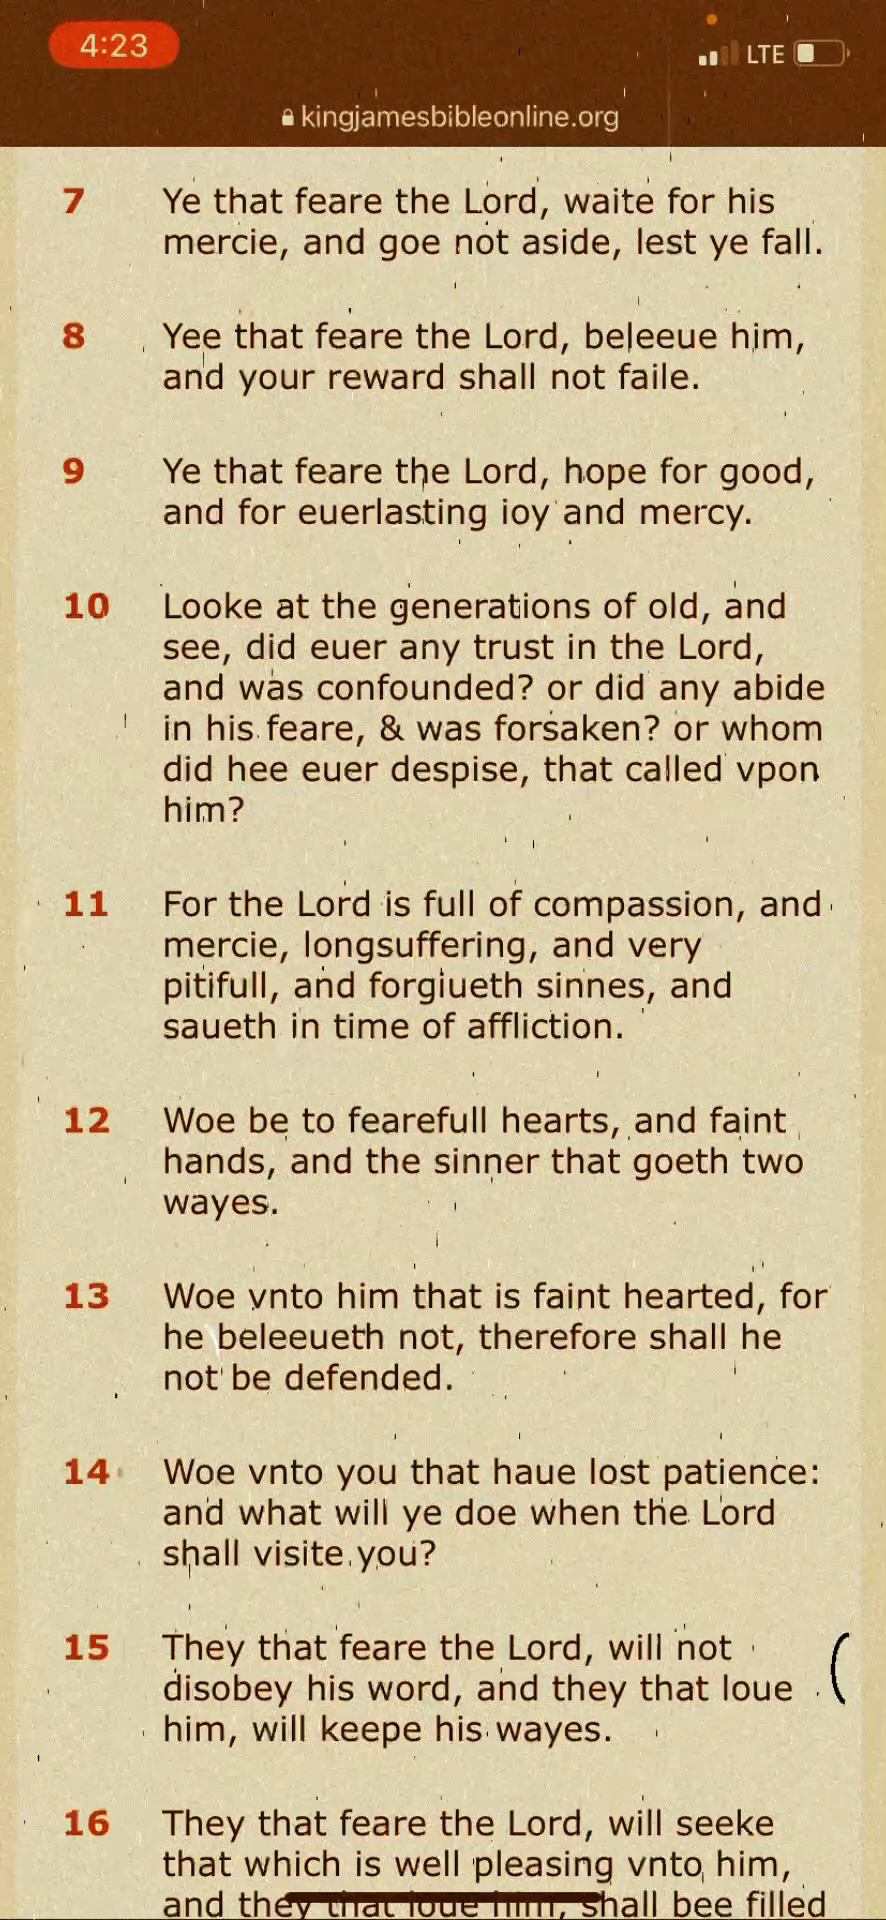 4:23
LTE
kingjamesbibleonline.org
7 Ye that feare the Lord, waite for his
mercie, and goe not aside, lest ye fall.
8 Yee that feare the Lord, beleeue him,
and your reward shall not faile.
9 Ye that feare the Lord, hope for good,
and for euerlasting ioy and mercy.
10 Looke at the generations of old, and
see, did euer any trust in the Lord,
and was confounded? or did any abide
in his feare, & was forsaken? or whom
did hee euer despise, that called vpon
him?
11 For the Lord is full of compassion, and
mercie, longsuffering, and very
pitifull, and forgiueth sinnes, and
saueth in time of affliction.
12 Woe be to fearefull hearts, and faint
hands, and the sinner that goeth two
wayes.
13 Woe vnto him that is faint hearted, for
he beleeueth not, therefore shall he
not be defended.
14 Woe vnto you that haue lost patience:
and what will ye doe when the Lord
shall visite you?
15 They that feare the Lord, will not
disobey his word, and they that loue
him, will keepe his wayes.
16 They that feare the Lord, will seeke
that which is well pleasing vnto him,
and they that loue him, shall bee filled